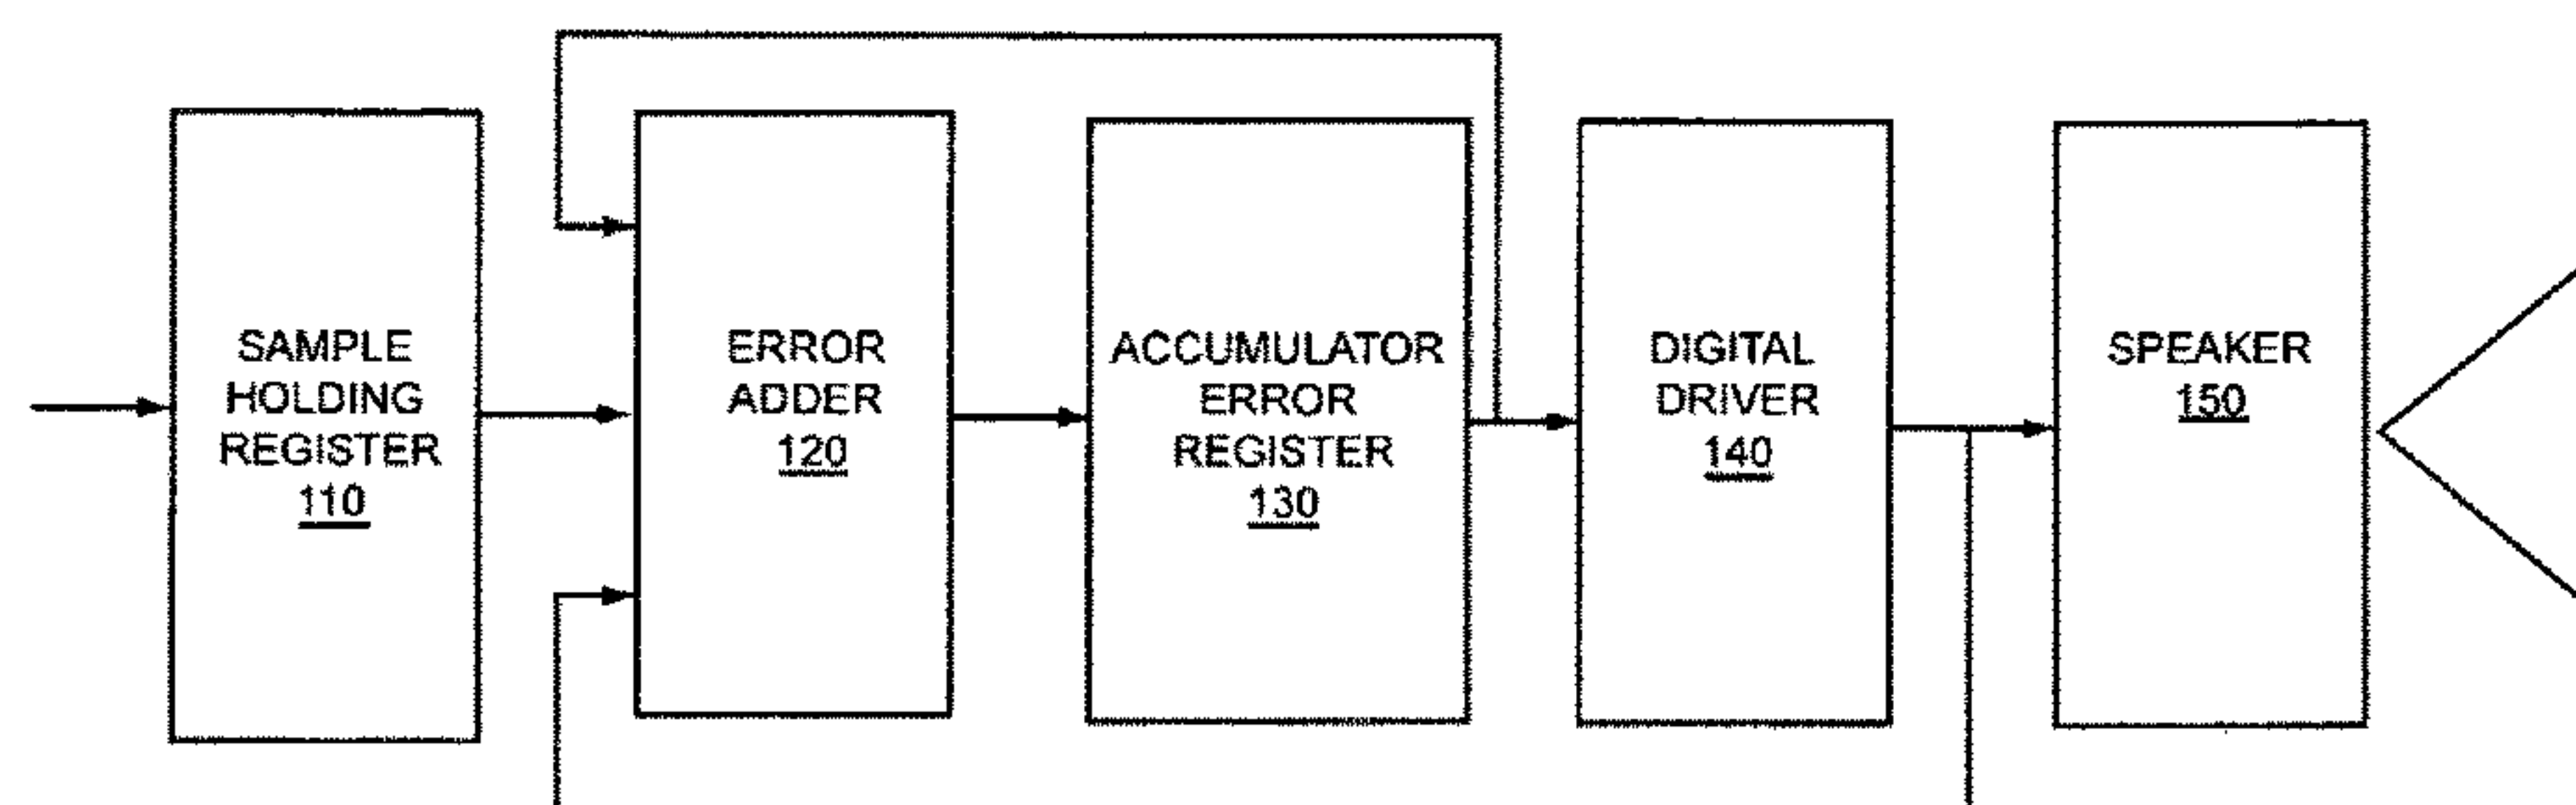 SAMPLE
HOLDING
REGISTER
110
ERROR
ADDER
120
ACCUMULATOR
ERROR
REGISTER
130
DIGITAL
DRIVER
140
SPEAKER
150